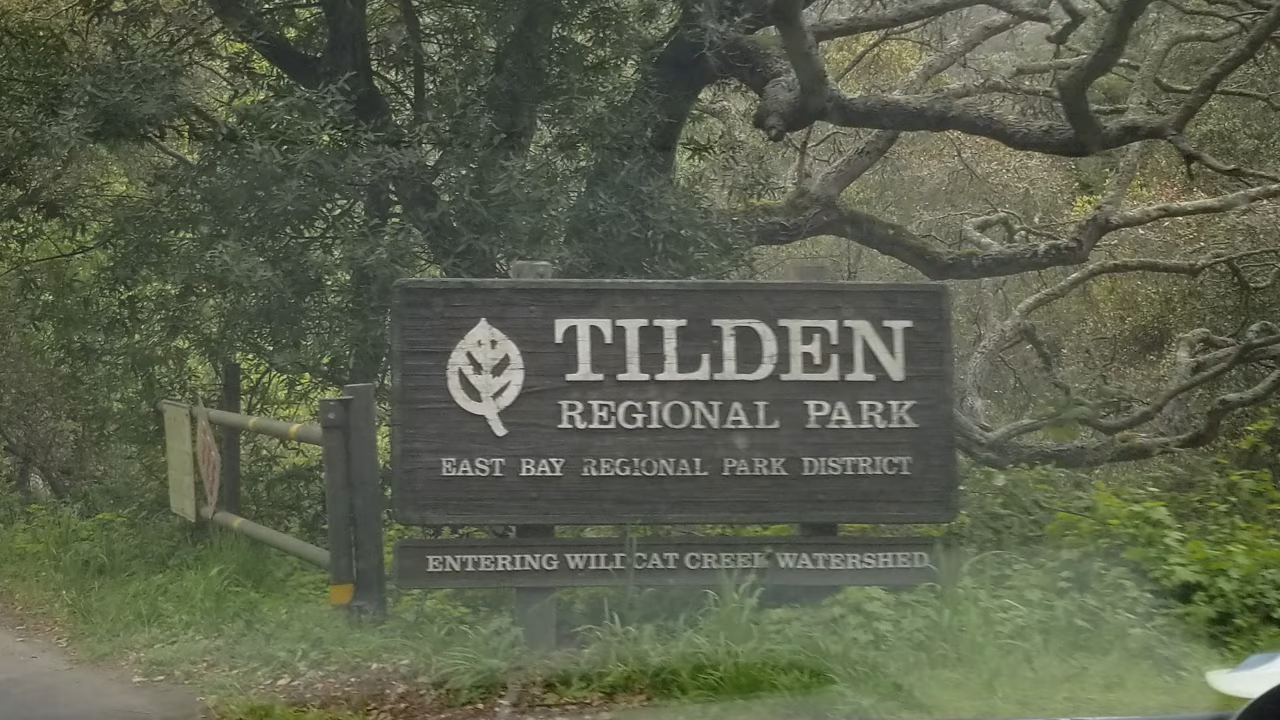 TILDEN
REGIONAL PARK
EAST BAY REGIONAL PARK DISTRICT
ENTERING WILDCAT CREEK WATERSHED